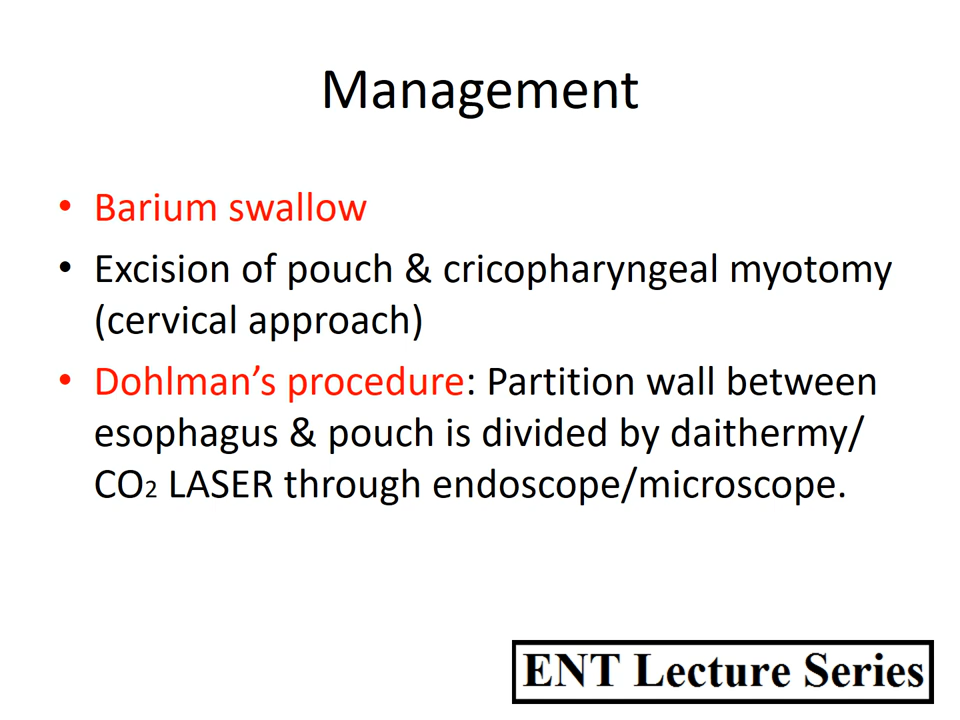 Management
• Barium swallow
• Excision of pouch & cricopharyngeal myotomy
(cervical approach)
• Dohlman’s procedure: Partition wall between
esophagus & pouch is divided by daithermy/
CO2 LASER through endoscope/microscope.
ENT Lecture Series